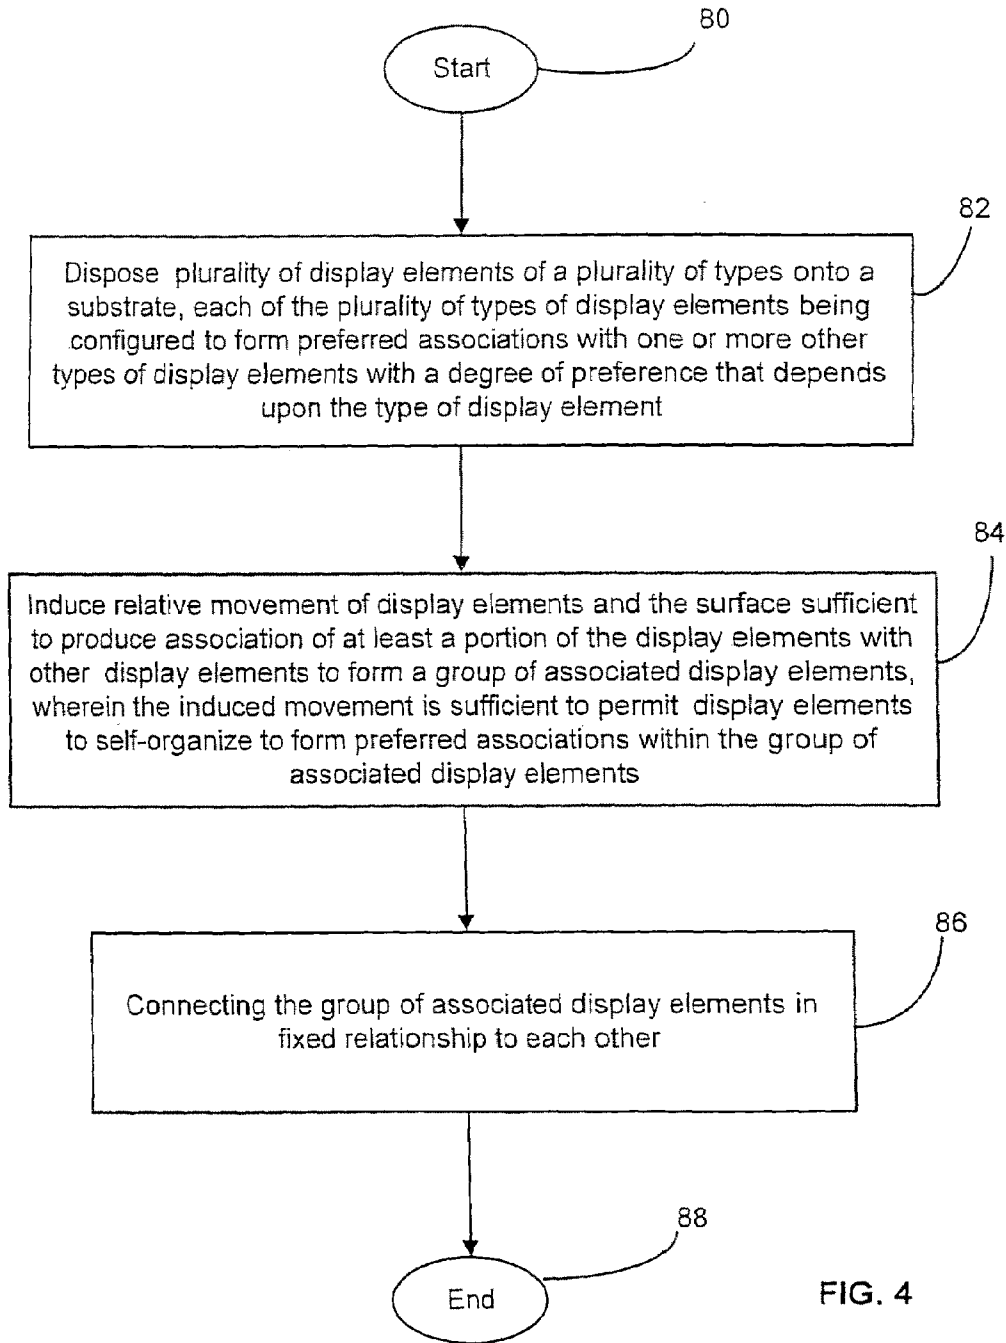 80
Start
82
Dispose plurality of display elements of a plurality of types onto a
substrate, each of the plurality of types of display elements being
configured to form preferred associations with one or more other
types of display elements with a degree of preference that depends
upon the type of display element
84
Induce relative movement of display elements and the surface sufficient
to produce association of at least a portion of the display elements with
other display elements to form a group of associated display elements,
wherein the induced movement is sufficient to permit display elements
to self-organize to form preferred associations within the group of
associated display elements
86
Connecting the group of associated display elements in
fixed relationship to each other
88
End
FIG. 4